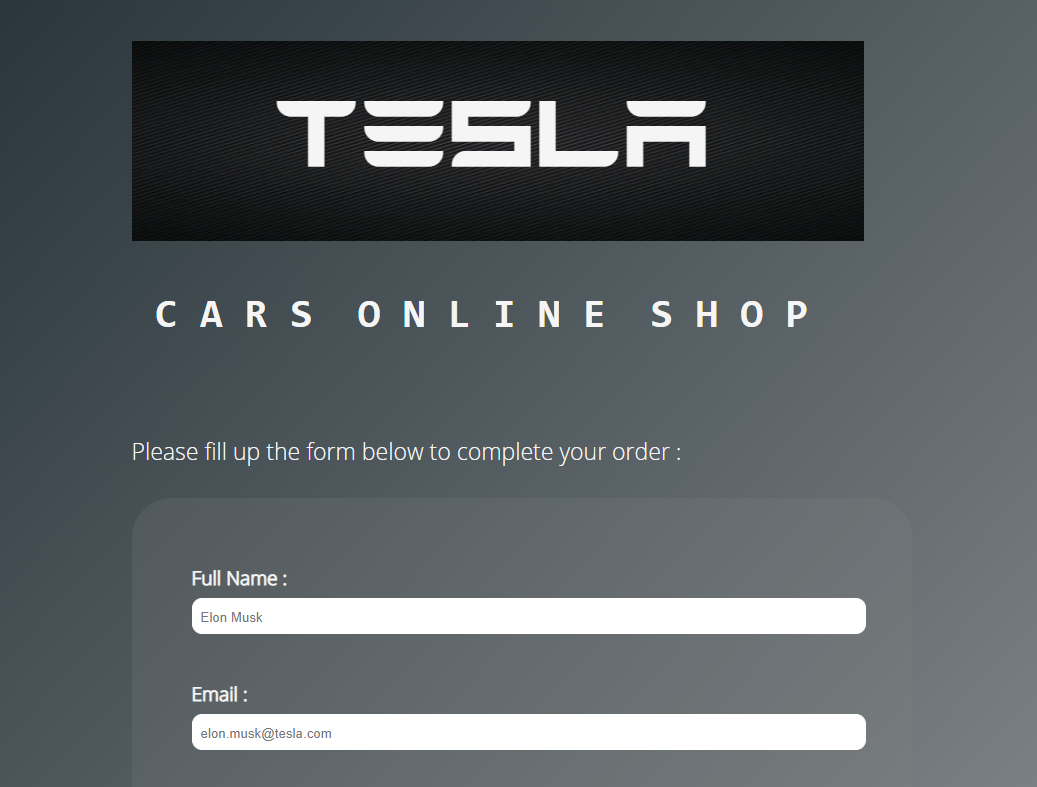 TESLA
CARS ONLINE SHOP
Please fill up the form below to complete your order :
Full Name :
Elon Musk
Email :
elon.musk@tesla.com